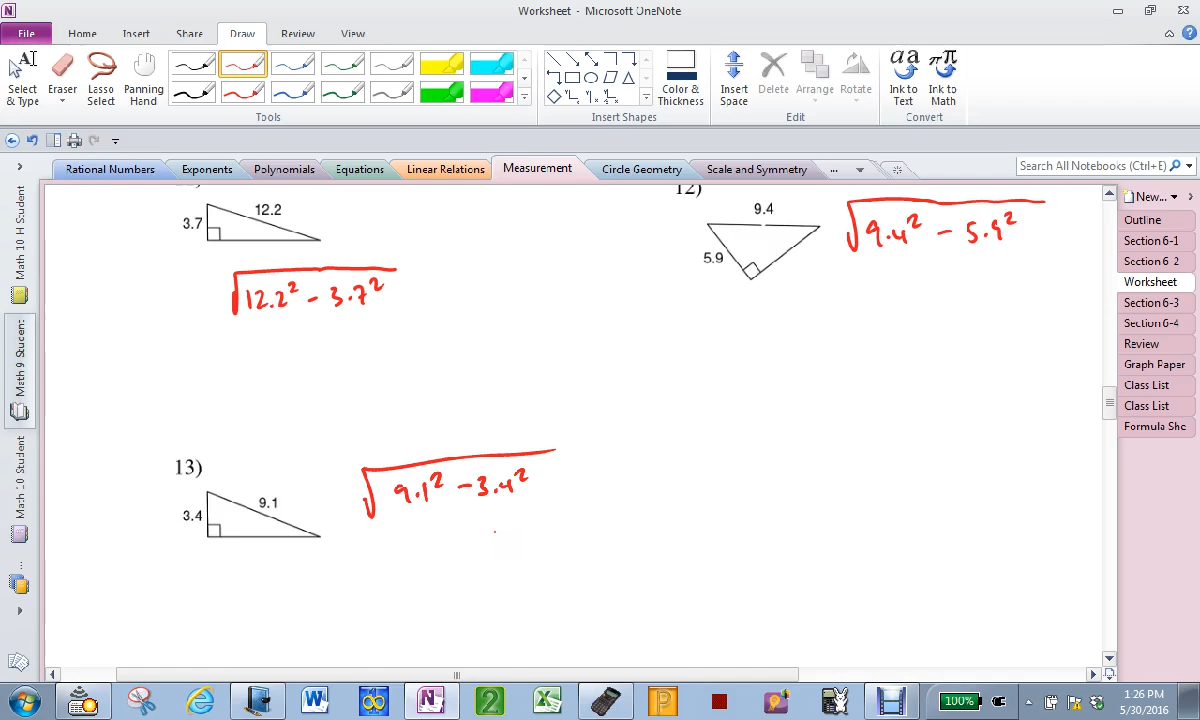 Worksheet - Microsoft OneNote
File Home Insert Share Draw Review View
Select & Type
Eraser
Lasso Select
Panning Hand
Color & Thickness
Insert Space
Delete
Arrange
Rotate
Ink to Text
Ink to Math
Tools
Insert Shapes
Edit
Convert
Rational Numbers Exponents Polynomials Equations Linear Relations Measurement Circle Geometry Scale and Symmetry ...
Search All Notebooks (Ctrl+E)
New...
Outline
Section 6-1
Section 6-2
Worksheet
Section 6-3
Section 6-4
Review
Graph Paper
Class List
Class List
Formula She
Math 10 H Student
Math 9 Student
Math 10 Student
3.7
12.2
√12.2² - 3.7²
12)
9.4
5.9
√9.4² - 5.9²
13)
3.4
9.1
√9.1² - 3.4²
100%
1:26 PM
5/30/2016